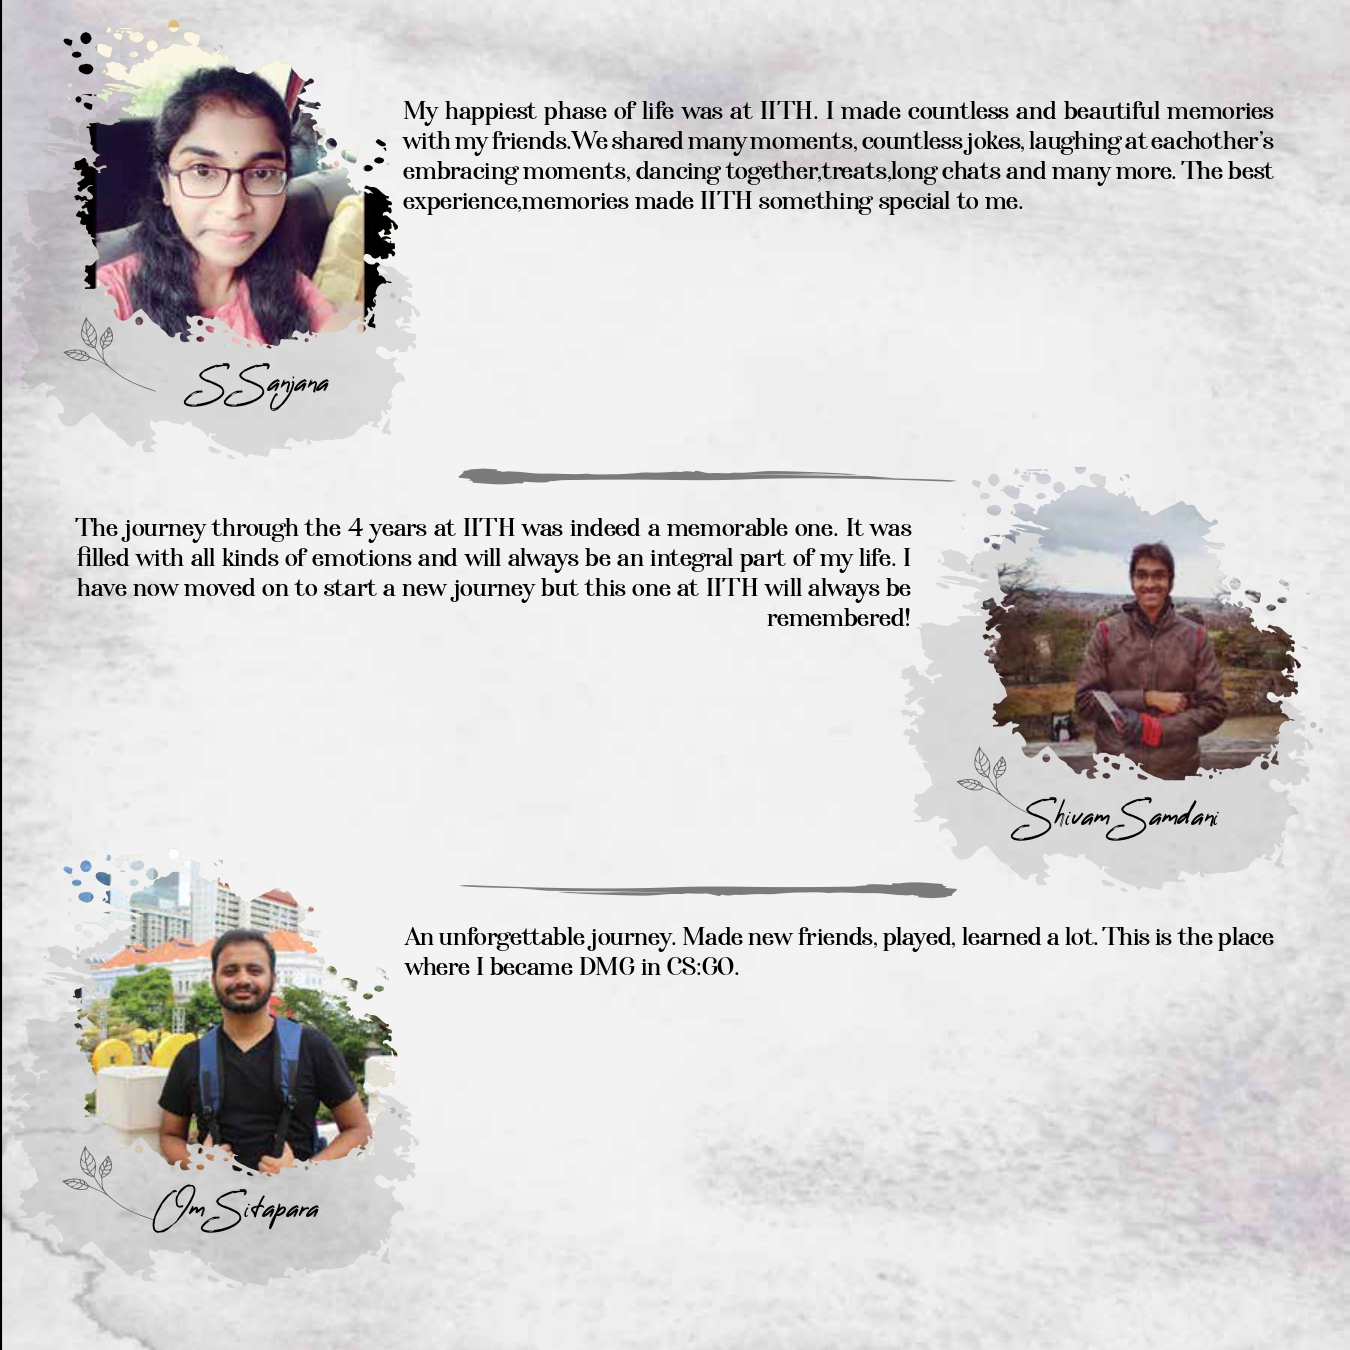 My happiest phase of life was at IITH. I made countless and beautiful memories
with my friends.We shared many moments, countless jokes, laughing at eachother's
embracing moments, dancing together,treats,long chats and many more. The best
experience,memories made IITH something special to me.
S Sanjana
The journey through the 4 years at IITH was indeed a memorable one. It was
filled with all kinds of emotions and will always be an integral part of my life. I
have now moved on to start a new journey but this one at IITH will always be
remembered!
Shivam Samdani
An unforgettable journey. Made new friends, played, learned a lot. This is the place
where I became DMG in CS:GO.
Om Sitapara